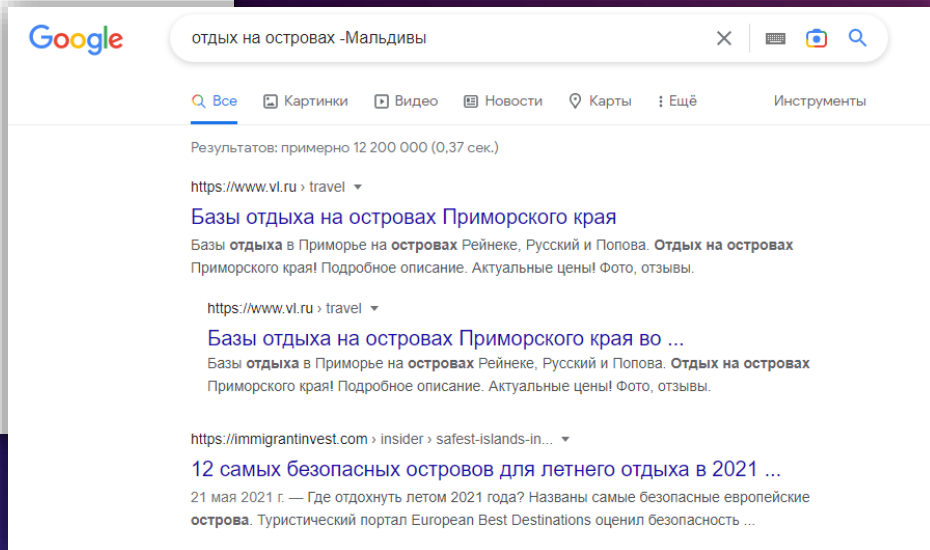 Google
отдых на островах -Мальдивы
Все Картинки Видео Новости Карты Ещё Инструменты
Результатов: примерно 12 200 000 (0,37 сек.)
https://www.vl.ru › travel
Базы отдыха на островах Приморского края
Базы отдыха в Приморье на островах Рейнеке, Русский и Попова. Отдых на островах
Приморского края! Подробное описание. Актуальные цены! Фото, отзывы.
https://www.vl.ru › travel
Базы отдыха на островах Приморского края во ...
Базы отдыха в Приморье на островах Рейнеке, Русский и Попова. Отдых на островах
Приморского края! Подробное описание. Актуальные цены! Фото, отзывы.
https://immigrantinvest.com › insider › safest-islands-in...
12 самых безопасных островов для летнего отдыха в 2021 ...
21 мая 2021 г. — Где отдохнуть летом 2021 года? Названы самые безопасные европейские
острова. Туристический портал European Best Destinations оценил безопасность ...